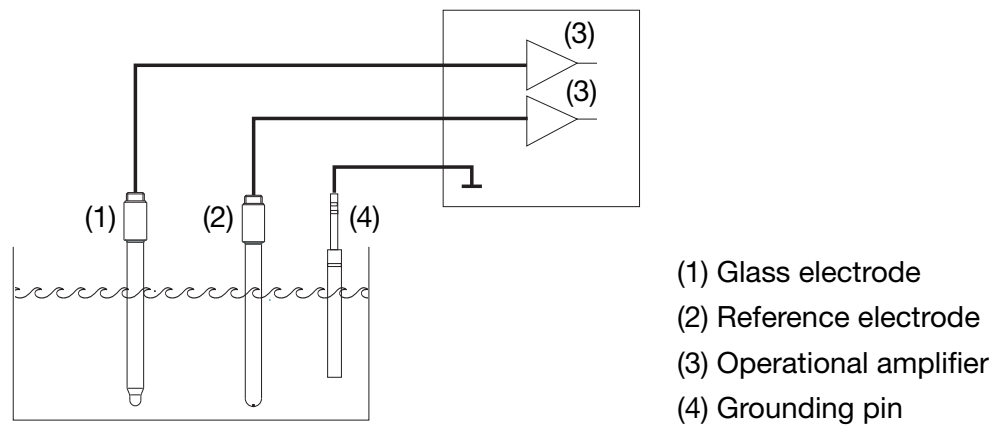 (3)
(3)
(1)
(2)
(4)
(1) Glass electrode
(2) Reference electrode
(3) Operational amplifier
(4) Grounding pin